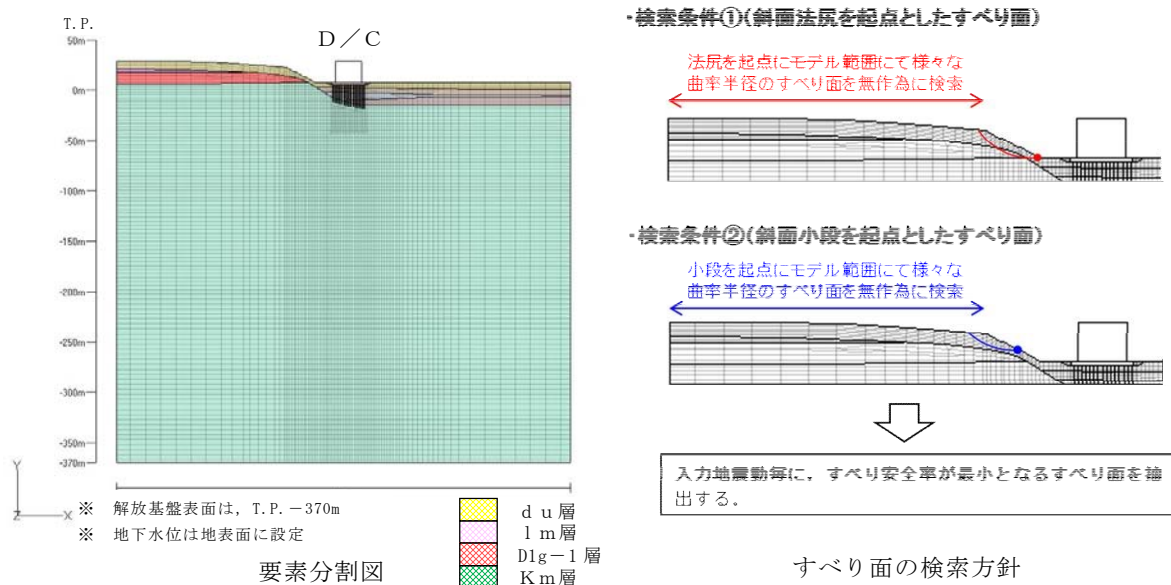 T.P.
50m
0m
-50m
-100m
-150m
-200m
-250m
-300m
-350m
-370m
D/C
Y
Z
X
※ 解放基盤表面は，T.P.－370m
※ 地下水位は地表面に設定
du層
lm層
D1g－1層
Km層
要素分割図
・検索条件①(斜面法尻を起点としたすべり面)
法尻を起点にモデル範囲にて様々な
曲率半径のすべり面を無作為に検索
・検索条件②(斜面小段を起点としたすべり面)
小段を起点にモデル範囲にて様々な
曲率半径のすべり面を無作為に検索
入力地震動毎に，すべり安全率が最小となるすべり面を抽
出する。
すべり面の検索方針